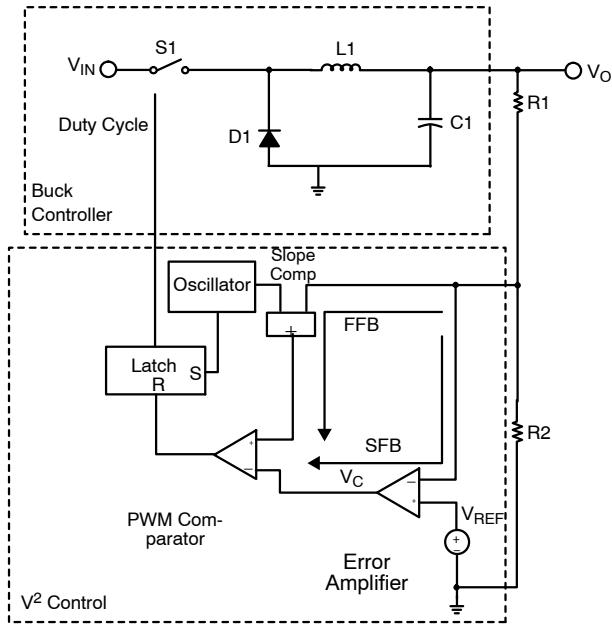 S1
L1
V_IN
V_O
R1
Duty Cycle
D1
C1
Buck
Controller
Slope
Comp
Oscillator
+
FFB
Latch
S
R
+
−
SFB
R2
V_C
−
+
PWM Com-
parator
V_REF
+
−
Error
Amplifier
V² Control